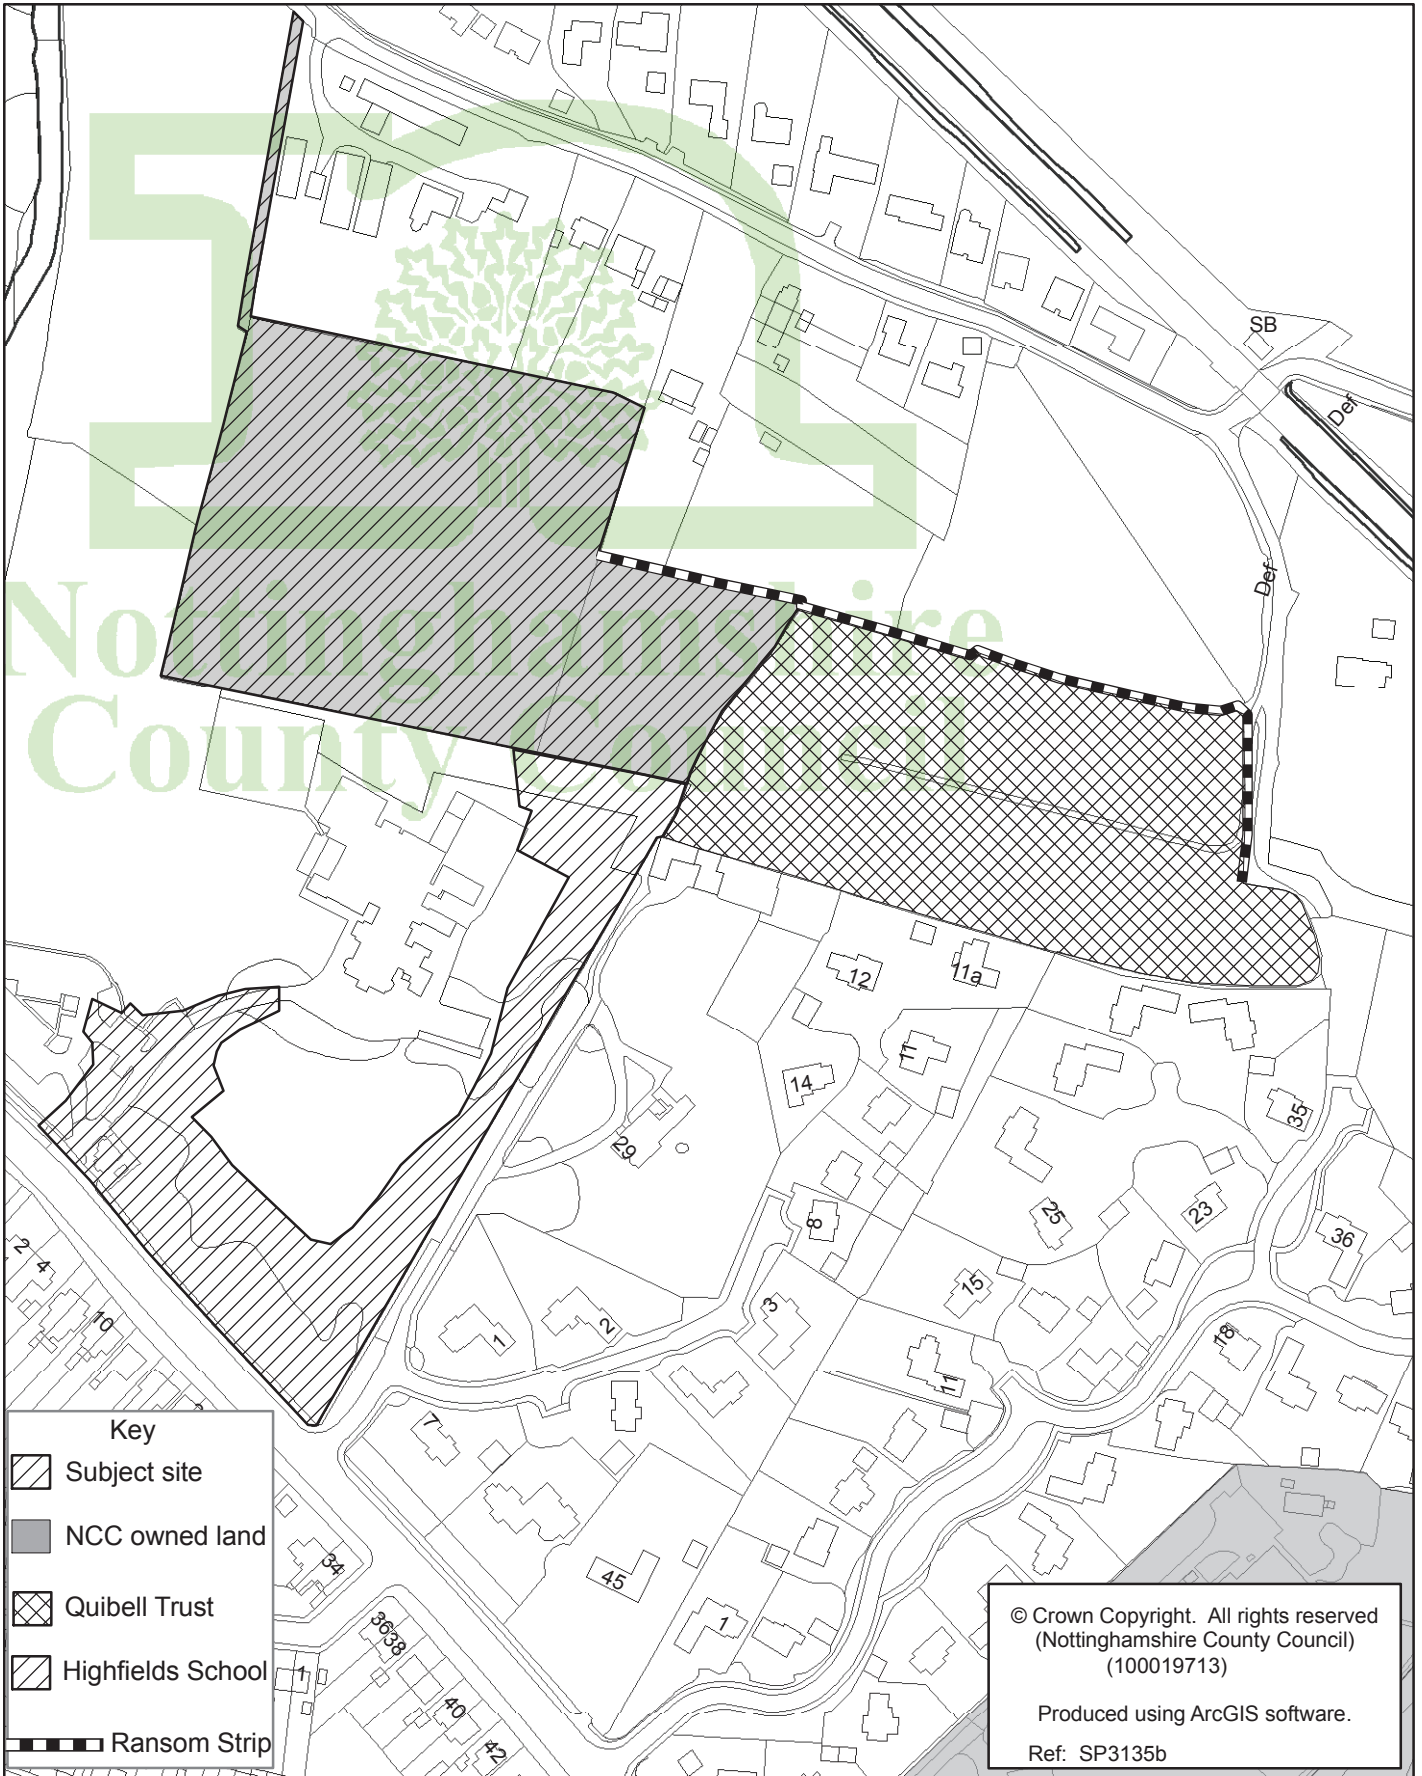 SB
Def
Def
Nottinghamshire
County Council
12
11a
11
14
29
35
8
25
23
36
15
3
2
1
18
11
2
4
10
7
34
45
1
36
38
40
42
1
Key
Subject site
NCC owned land
Quibell Trust
Highfields School
Ransom Strip
© Crown Copyright. All rights reserved
(Nottinghamshire County Council)
(100019713)
Produced using ArcGIS software.
Ref: SP3135b